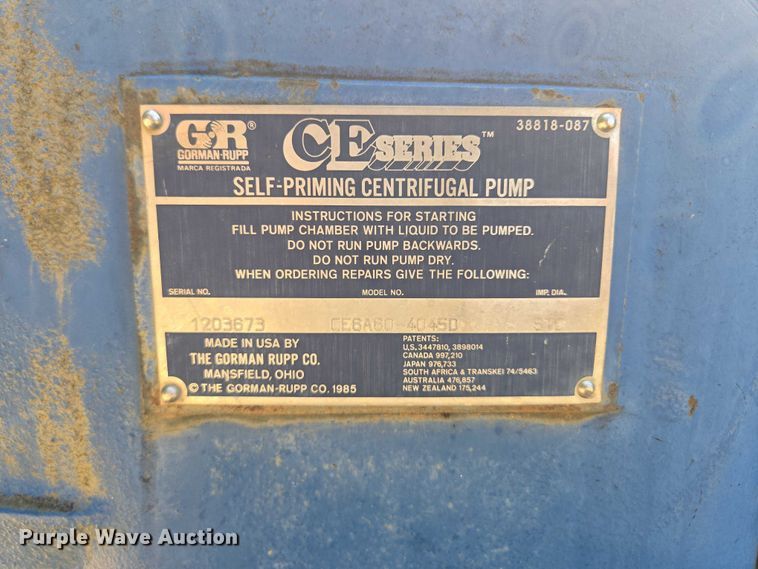 GR®
GORMAN-RUPP
MARCA REGISTRADA
CE SERIES™
38818-087
SELF-PRIMING CENTRIFUGAL PUMP
INSTRUCTIONS FOR STARTING
FILL PUMP CHAMBER WITH LIQUID TO BE PUMPED.
DO NOT RUN PUMP BACKWARDS.
DO NOT RUN PUMP DRY.
WHEN ORDERING REPAIRS GIVE THE FOLLOWING:
SERIAL NO. MODEL NO. IMP. DIA.
1203673 CE6A60-4045D STD
MADE IN USA BY
THE GORMAN RUPP CO.
MANSFIELD, OHIO
© THE GORMAN-RUPP CO. 1985
PATENTS:
U.S. 3447810, 3898014
CANADA 997,210
JAPAN 976,733
SOUTH AFRICA & TRANSKEI 74/5463
AUSTRALIA 476,857
NEW ZEALAND 175,244
Purple Wave Auction®